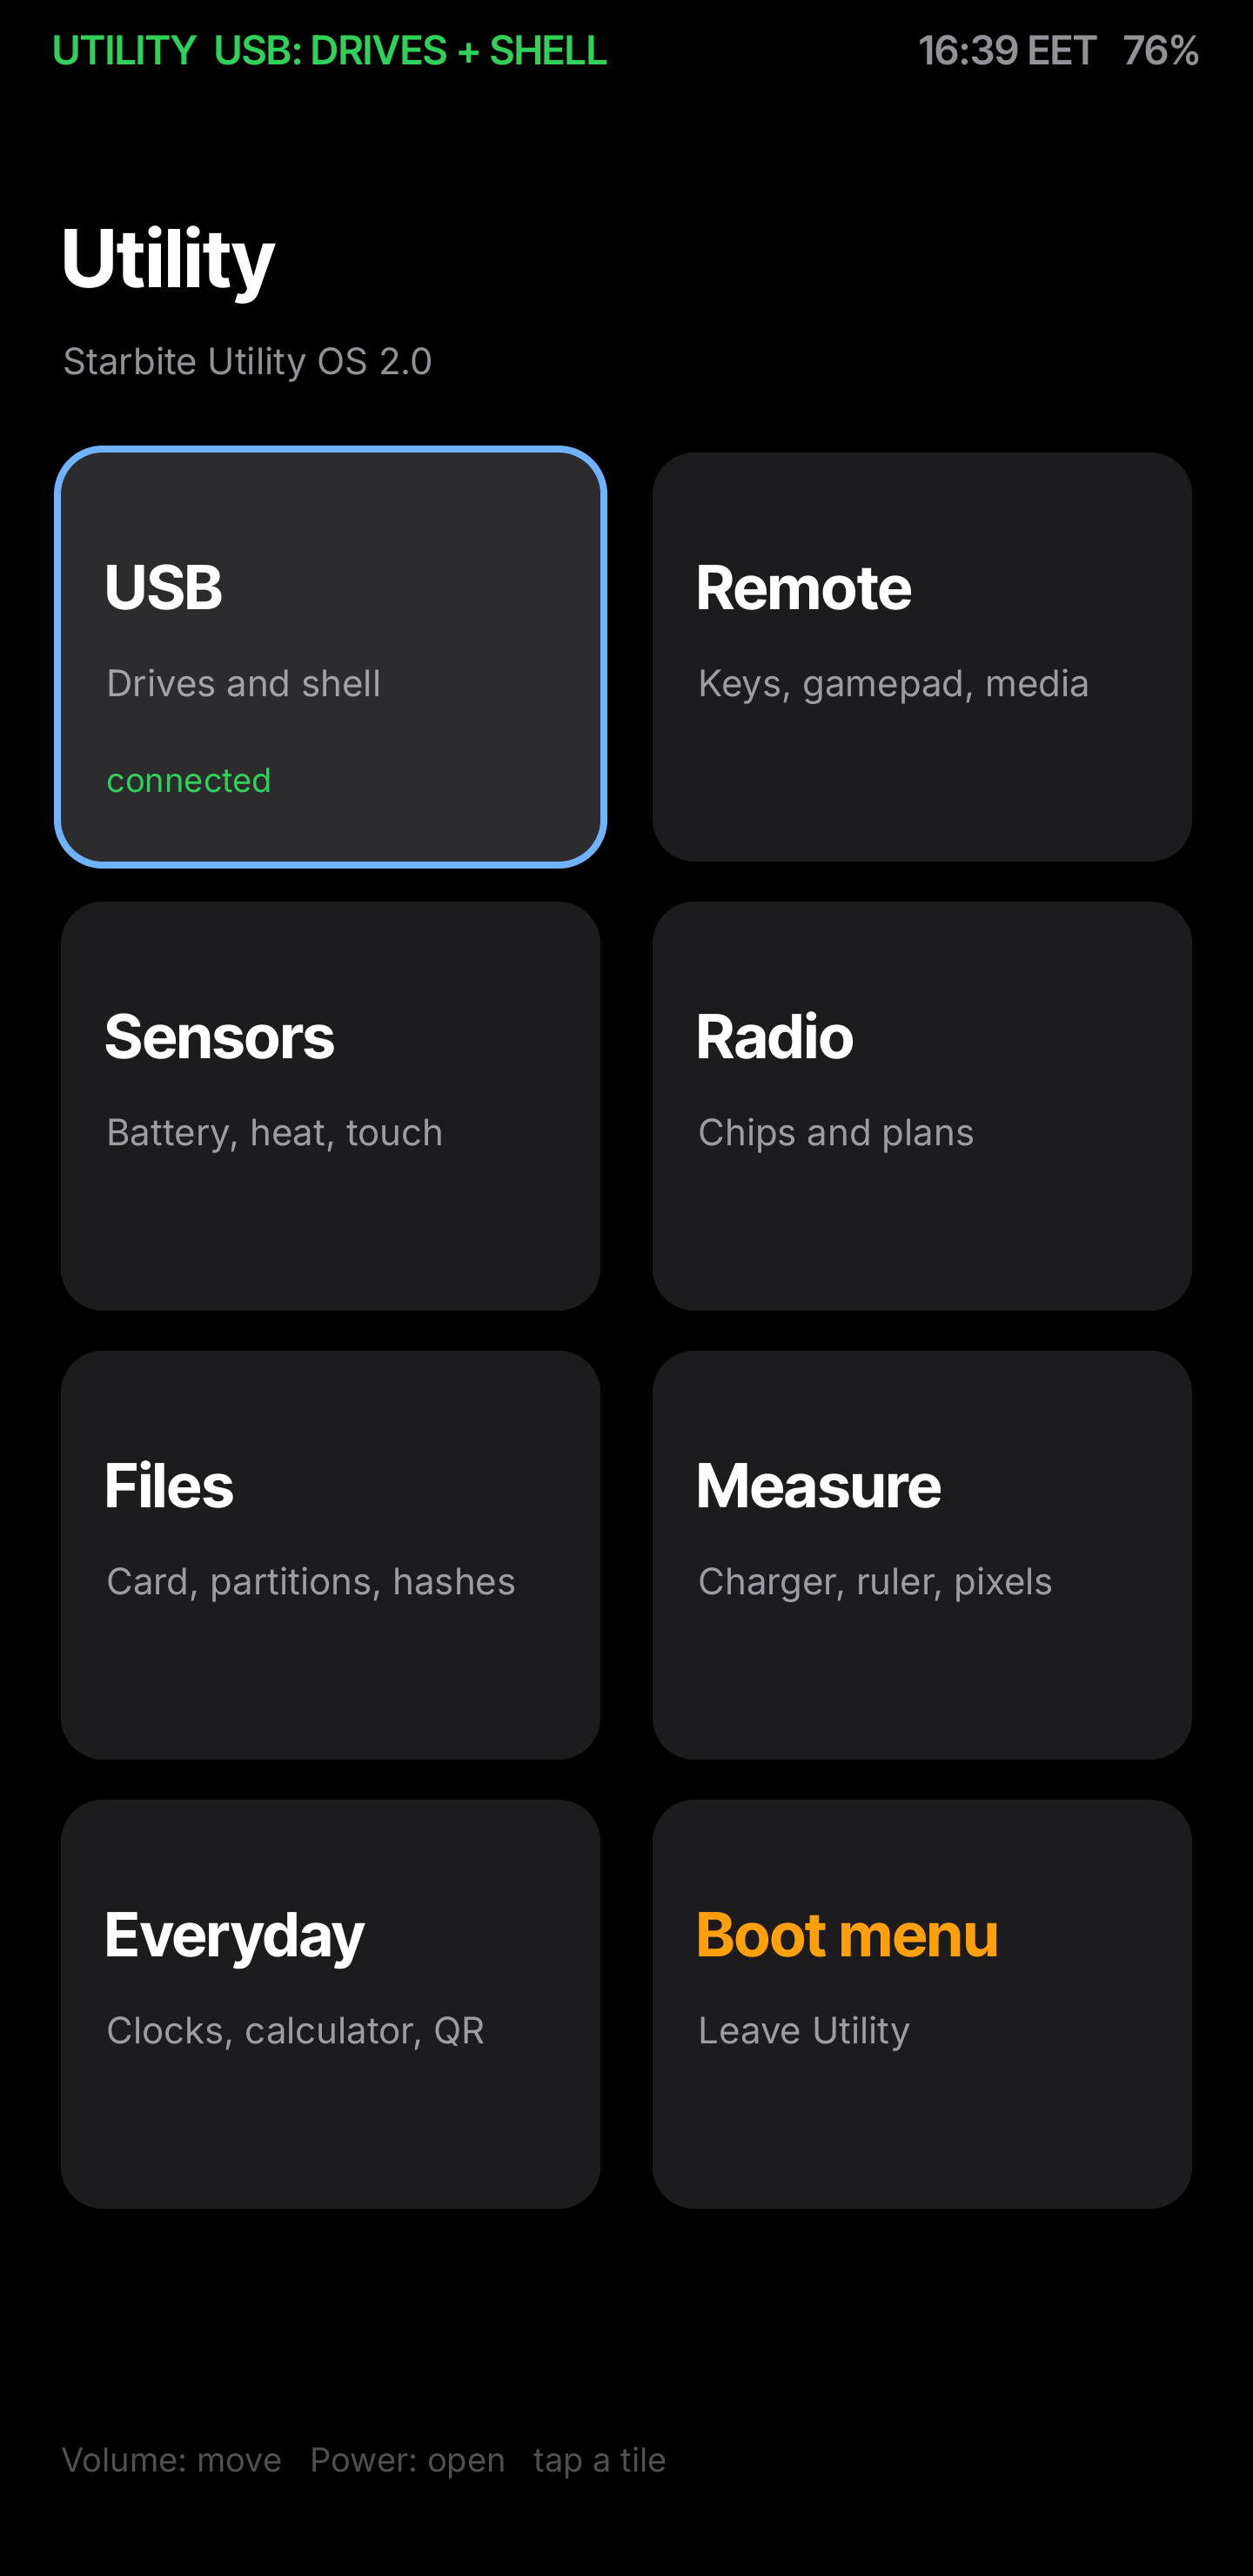 UTILITY USB: DRIVES + SHELL 16:39 EET 76%
Utility
Starbite Utility OS 2.0
USB
Drives and shell
connected
Remote
Keys, gamepad, media
Sensors
Battery, heat, touch
Radio
Chips and plans
Files
Card, partitions, hashes
Measure
Charger, ruler, pixels
Everyday
Clocks, calculator, QR
Boot menu
Leave Utility
Volume: move Power: open tap a tile